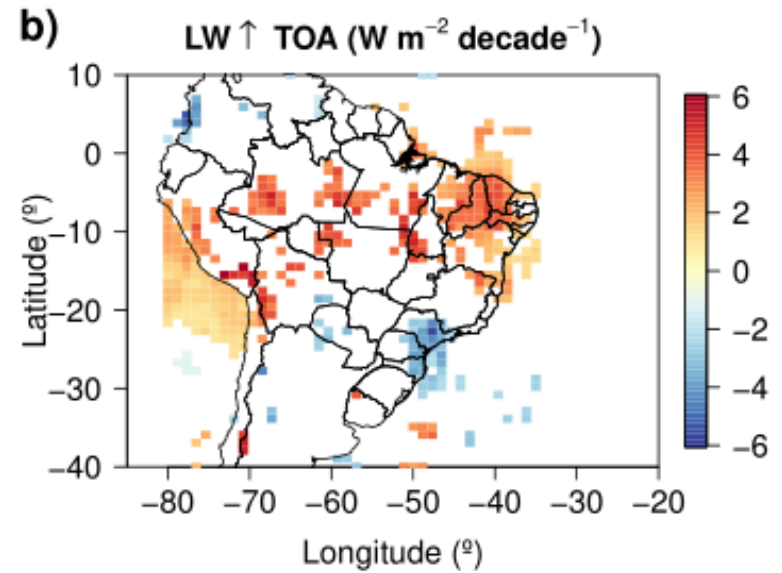 b)
LW ↑ TOA (W m⁻² decade⁻¹)
10
0
−10
−20
−30
−40
Latitude (º)
−80 −70 −60 −50 −40 −30 −20
Longitude (º)
6
4
2
0
−2
−4
−6